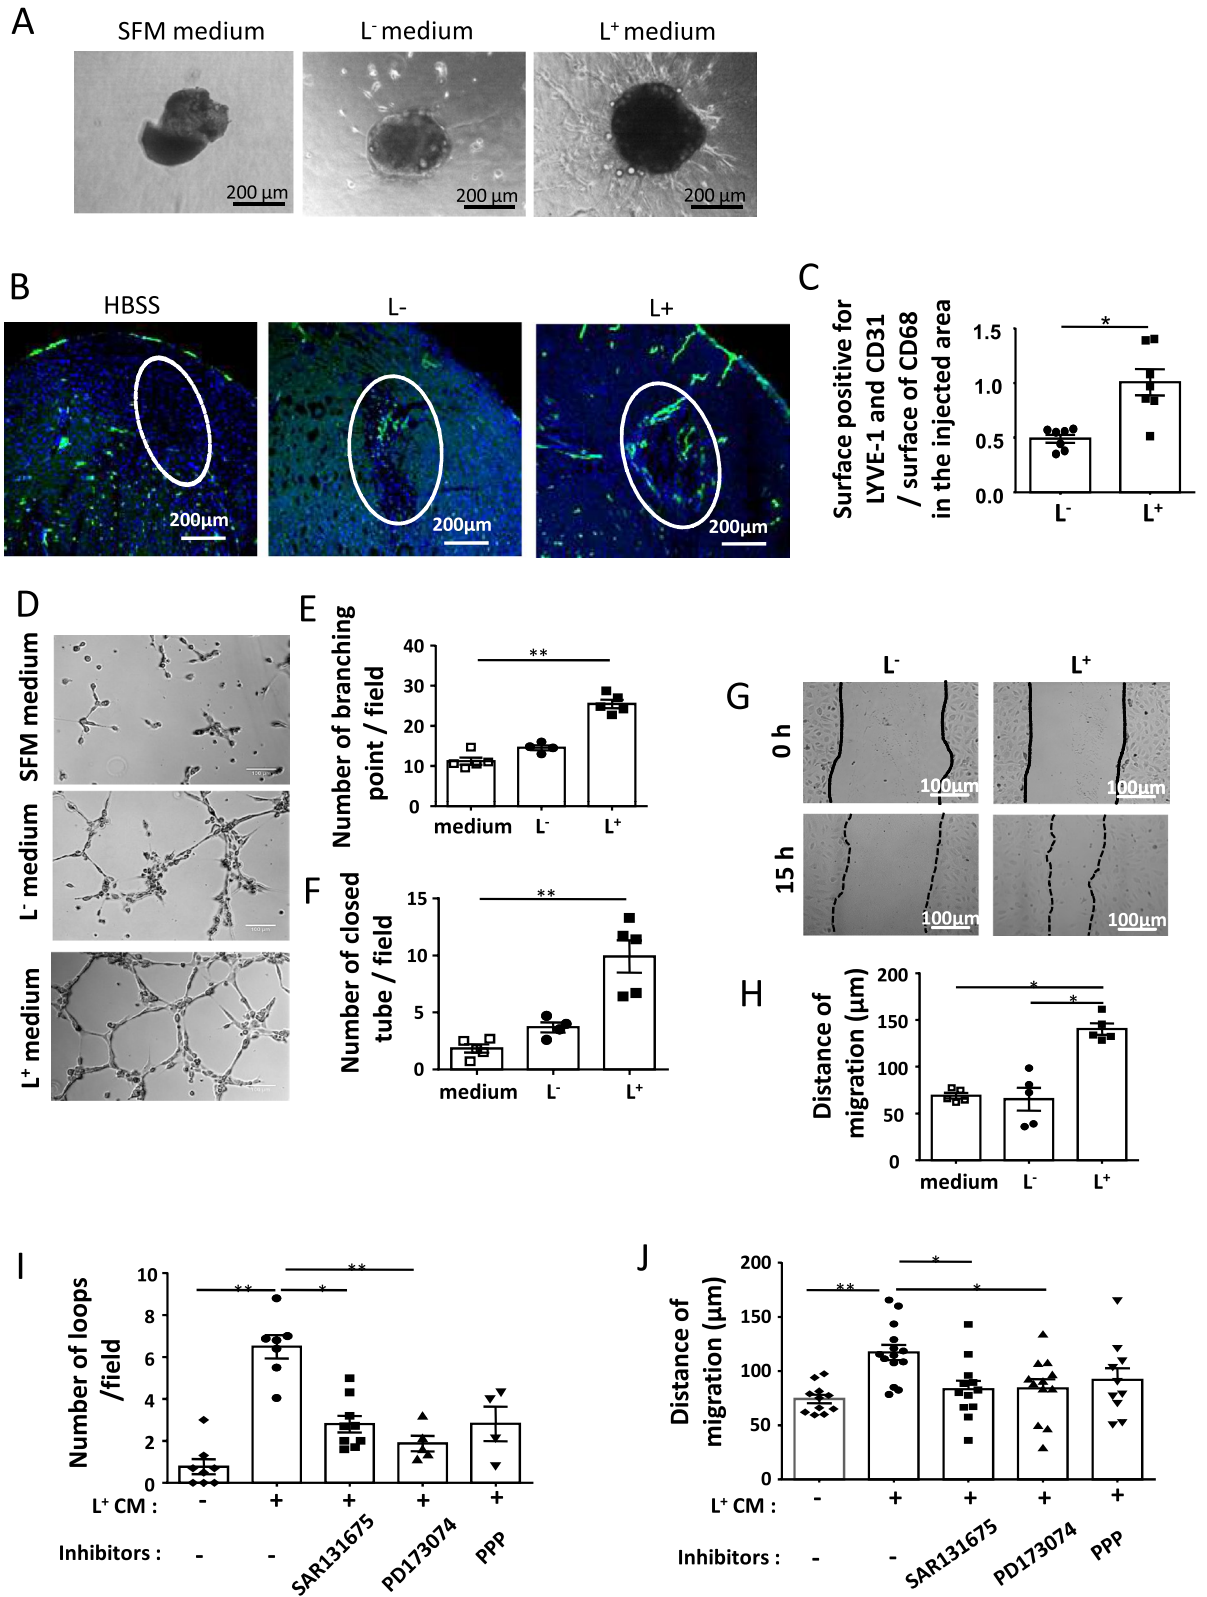 A
SFM medium
L- medium
L+ medium
200 µm
200 µm
200 µm
B
HBSS
L-
L+
200µm
200µm
200µm
C
Surface positive for
LYVE-1 and CD31
/ surface of CD68
in the injected area
1.5
1.0
0.5
0.0
*
L-
L+
D
SFM medium
L- medium
L+ medium
100 µm
100 µm
E
Number of branching
point / field
40
30
20
10
0
**
medium
L-
L+
F
Number of closed
tube / field
15
10
5
0
**
medium
L-
L+
G
L-
L+
0 h
15 h
100µm
100µm
100µm
100µm
H
Distance of
migration (µm)
200
150
100
50
0
*
*
medium
L-
L+
I
Number of loops
/field
10
8
6
4
2
0
**
*
**
L+ CM : - + + + +
Inhibitors : - - SAR131675 PD173074 PPP
J
Distance of
migration (µm)
200
150
100
50
0
**
*
*
L+ CM : - + + + +
Inhibitors : - - SAR131675 PD173074 PPP